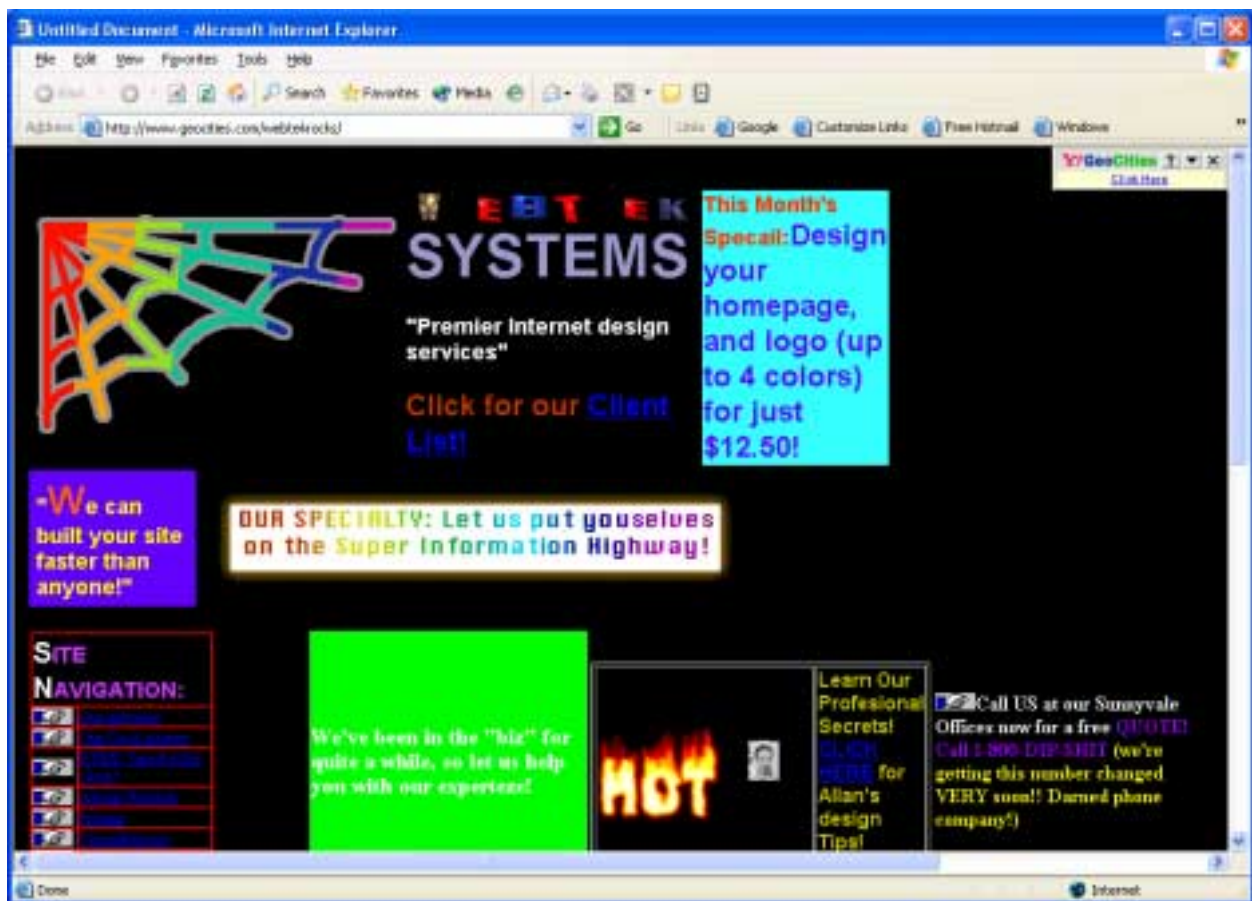 Untitled Document - Microsoft Internet Explorer
File Edit View Favorites Tools Help
Search Favorites Media
Address http://www.geocities.com/webtekrocks/ Go Links Google Customize Links Free Hotmail Windows
Y! GeoCities ? X
Click Here
W EBT EK
SYSTEMS
"Premier Internet design
services"
Click for our Client
List!
This Month's
Specail: Design
your
homepage,
and logo (up
to 4 colors)
for just
$12.50!
"We can
built your site
faster than
anyone!"
OUR SPECIALTY: Let us put youselves
on the Super Information Highway!
SITE
NAVIGATION:
We've been in the "biz" for
quite a while, so let us help
you with our experteze!
HOT
Learn Our
Profesional
Secrets!
CLICK
HERE for
Allan's
design
Tips!
Call US at our Sunnyvale
Offices now for a free QUOTE!
Call 1-800-DIP-SHIT (we're
getting this number changed
VERY soon!! Darned phone
company!)
Done
Internet